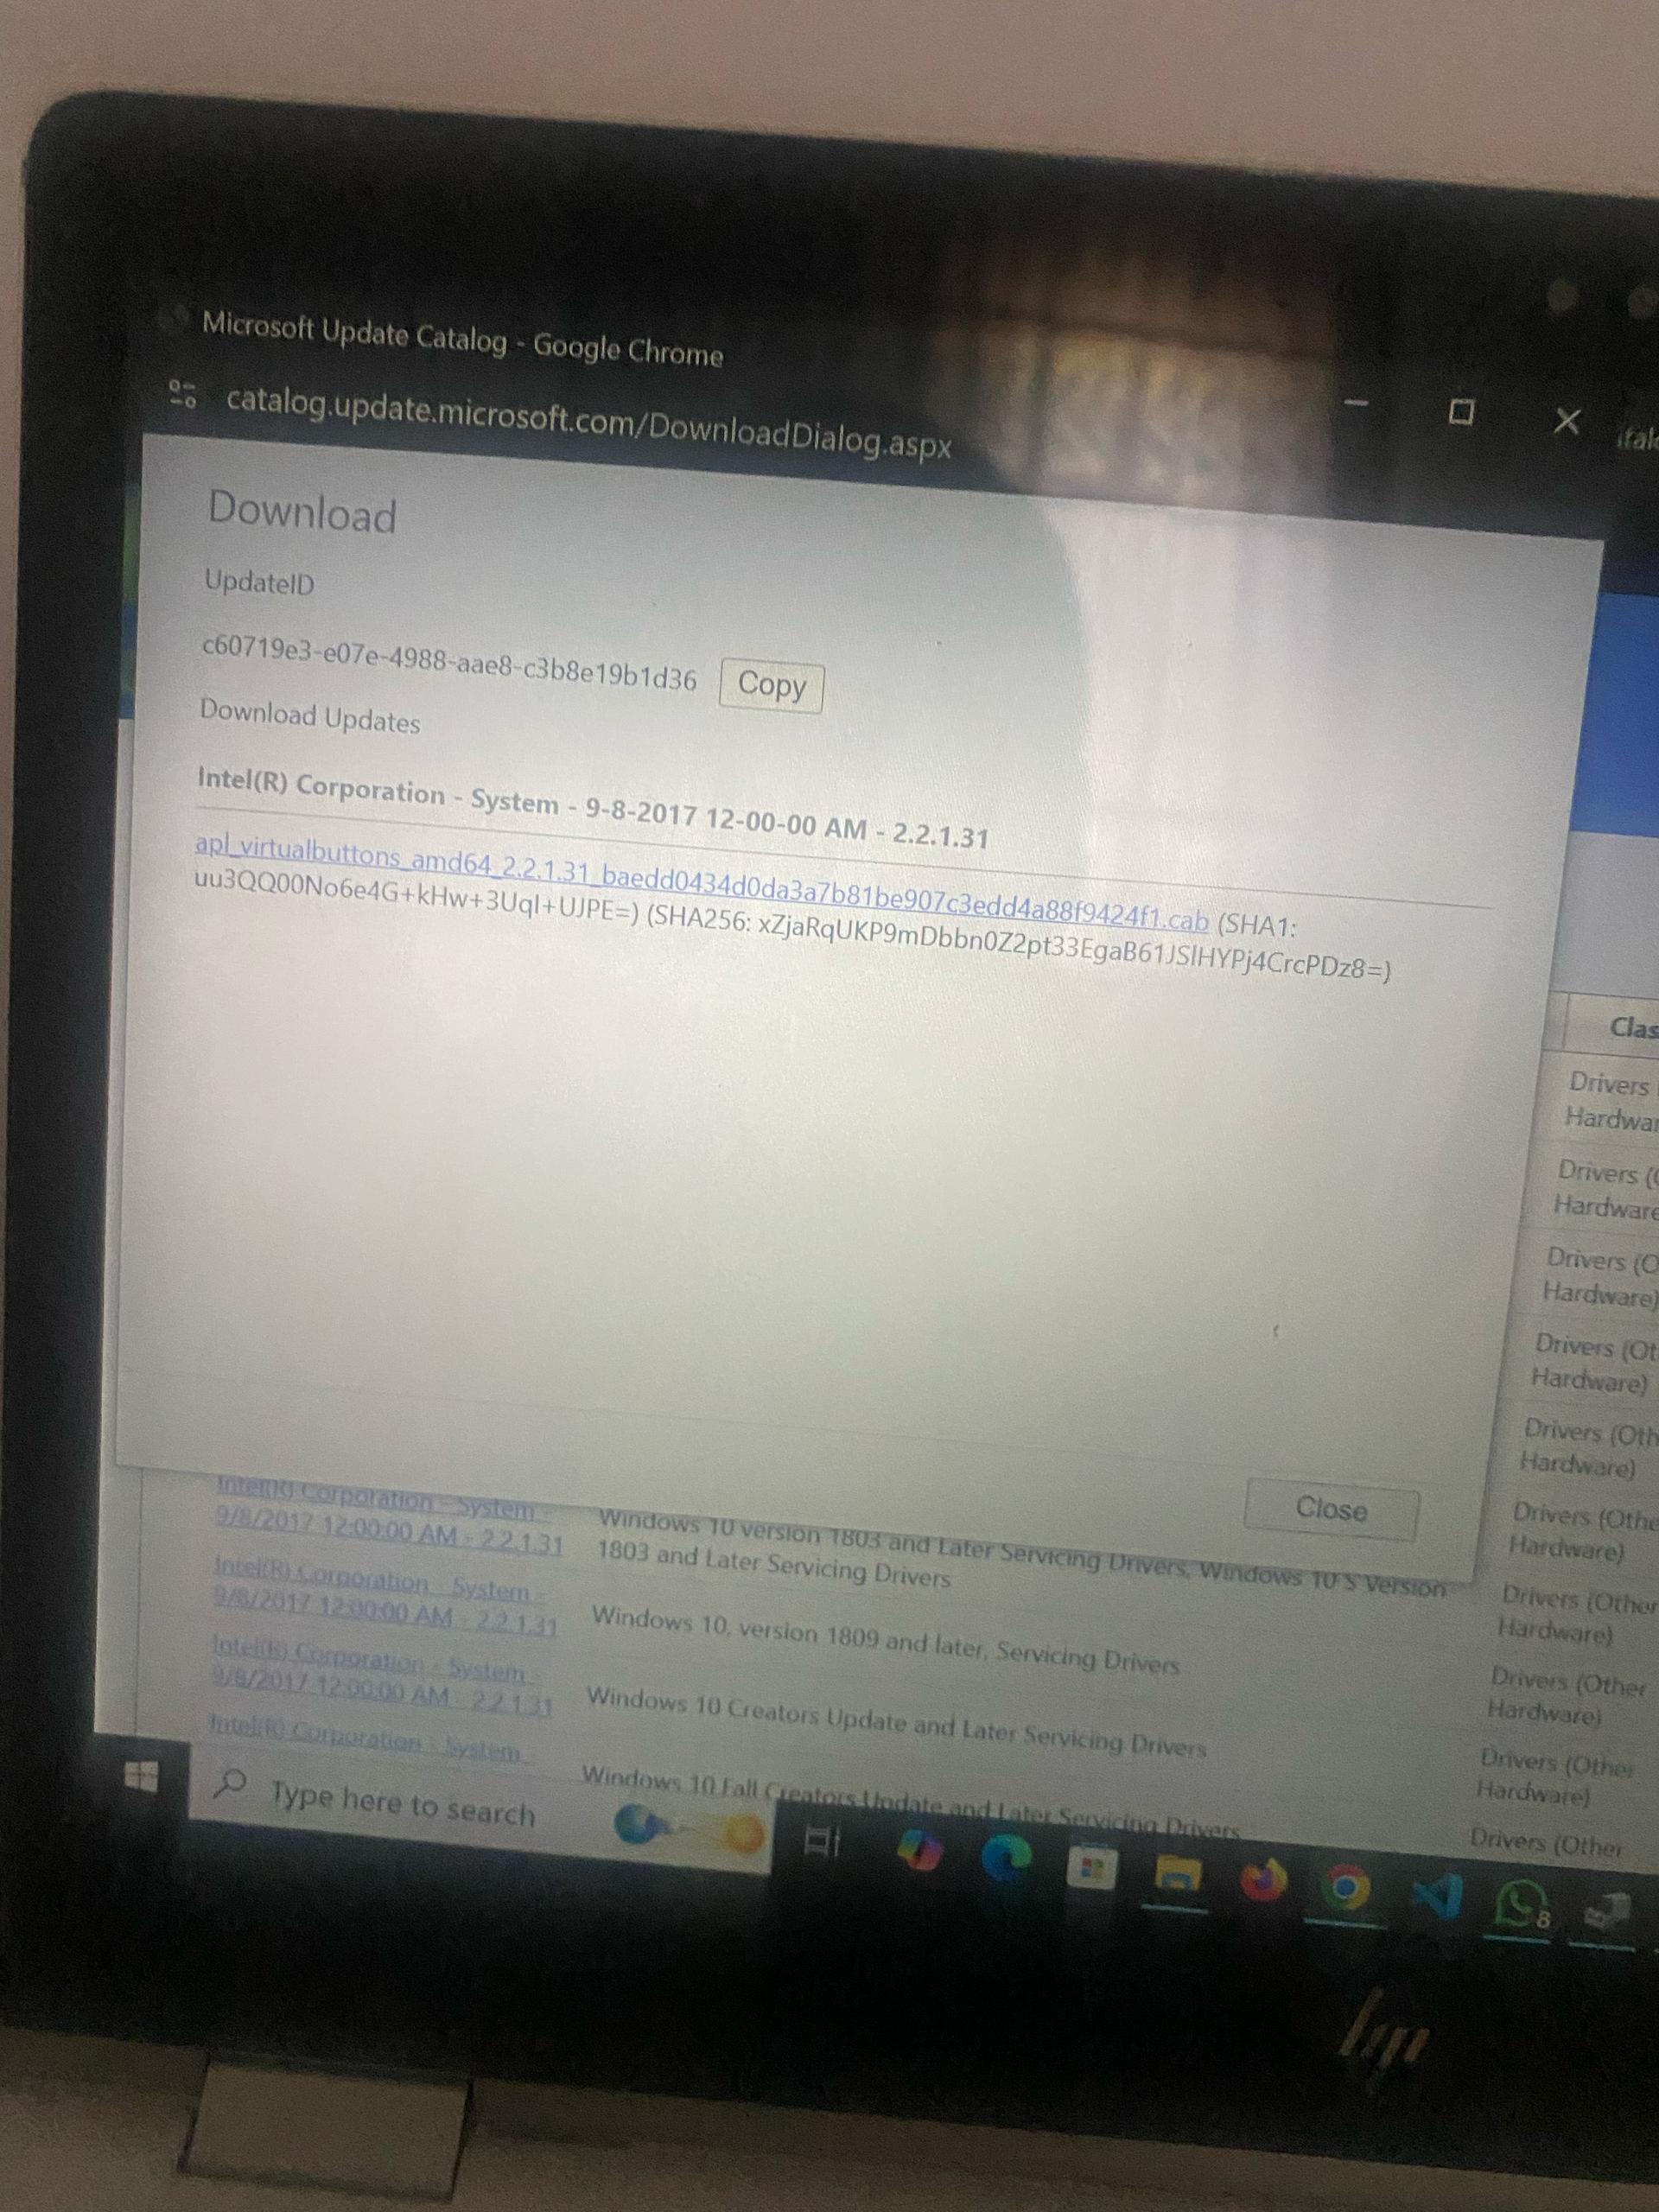 Microsoft Update Catalog - Google Chrome
catalog.update.microsoft.com/DownloadDialog.aspx
Download
UpdateID
c60719e3-e07e-4988-aae8-c3b8e19b1d36 Copy
Download Updates
Intel(R) Corporation - System - 9-8-2017 12-00-00 AM - 2.2.1.31
apl_virtualbuttons_amd64_2.2.1.31_baedd0434d0da3a7b81be907c3edd4a88f9424f1.cab (SHA1:
uu3QQ00No6e4G+kHw+3UqI+UJPE=) (SHA256: xZjaRqUKP9mDbbn0Z2pt33EgaB61JSlHYPj4CrcPDz8=)
Close
Clas
Drivers
Hardwar
Drivers (
Hardware
Drivers (O
Hardware)
Drivers (Ot
Hardware)
Drivers (Oth
Hardware)
Drivers (Othe
Hardware)
Drivers (Other
Hardware)
Drivers (Other
Hardware)
Drivers (Other
Hardware)
Drivers (Other
Intel(R) Corporation - System -
9/8/2017 12:00:00 AM - 2.2.1.31
Windows 10 version 1803 and Later Servicing Drivers, Windows 10 S Version
1803 and Later Servicing Drivers
Intel(R) Corporation - System -
9/8/2017 12:00:00 AM - 2.2.1.31
Windows 10, version 1809 and later, Servicing Drivers
Intel(R) Corporation - System -
9/8/2017 12:00:00 AM - 2.2.1.31
Windows 10 Creators Update and Later Servicing Drivers
Intel(R) Corporation - System -
Windows 10 Fall Creators Update and Later Servicing Drivers
Type here to search
8
hp